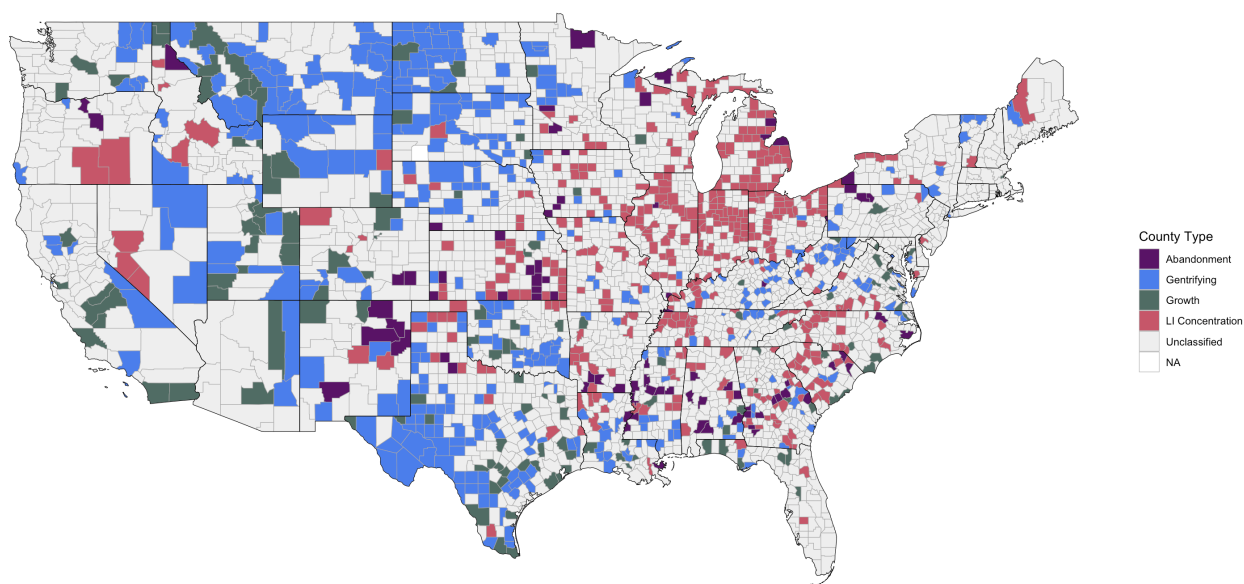 County Type
Abandonment
Gentrifying
Growth
LI Concentration
Unclassified
NA